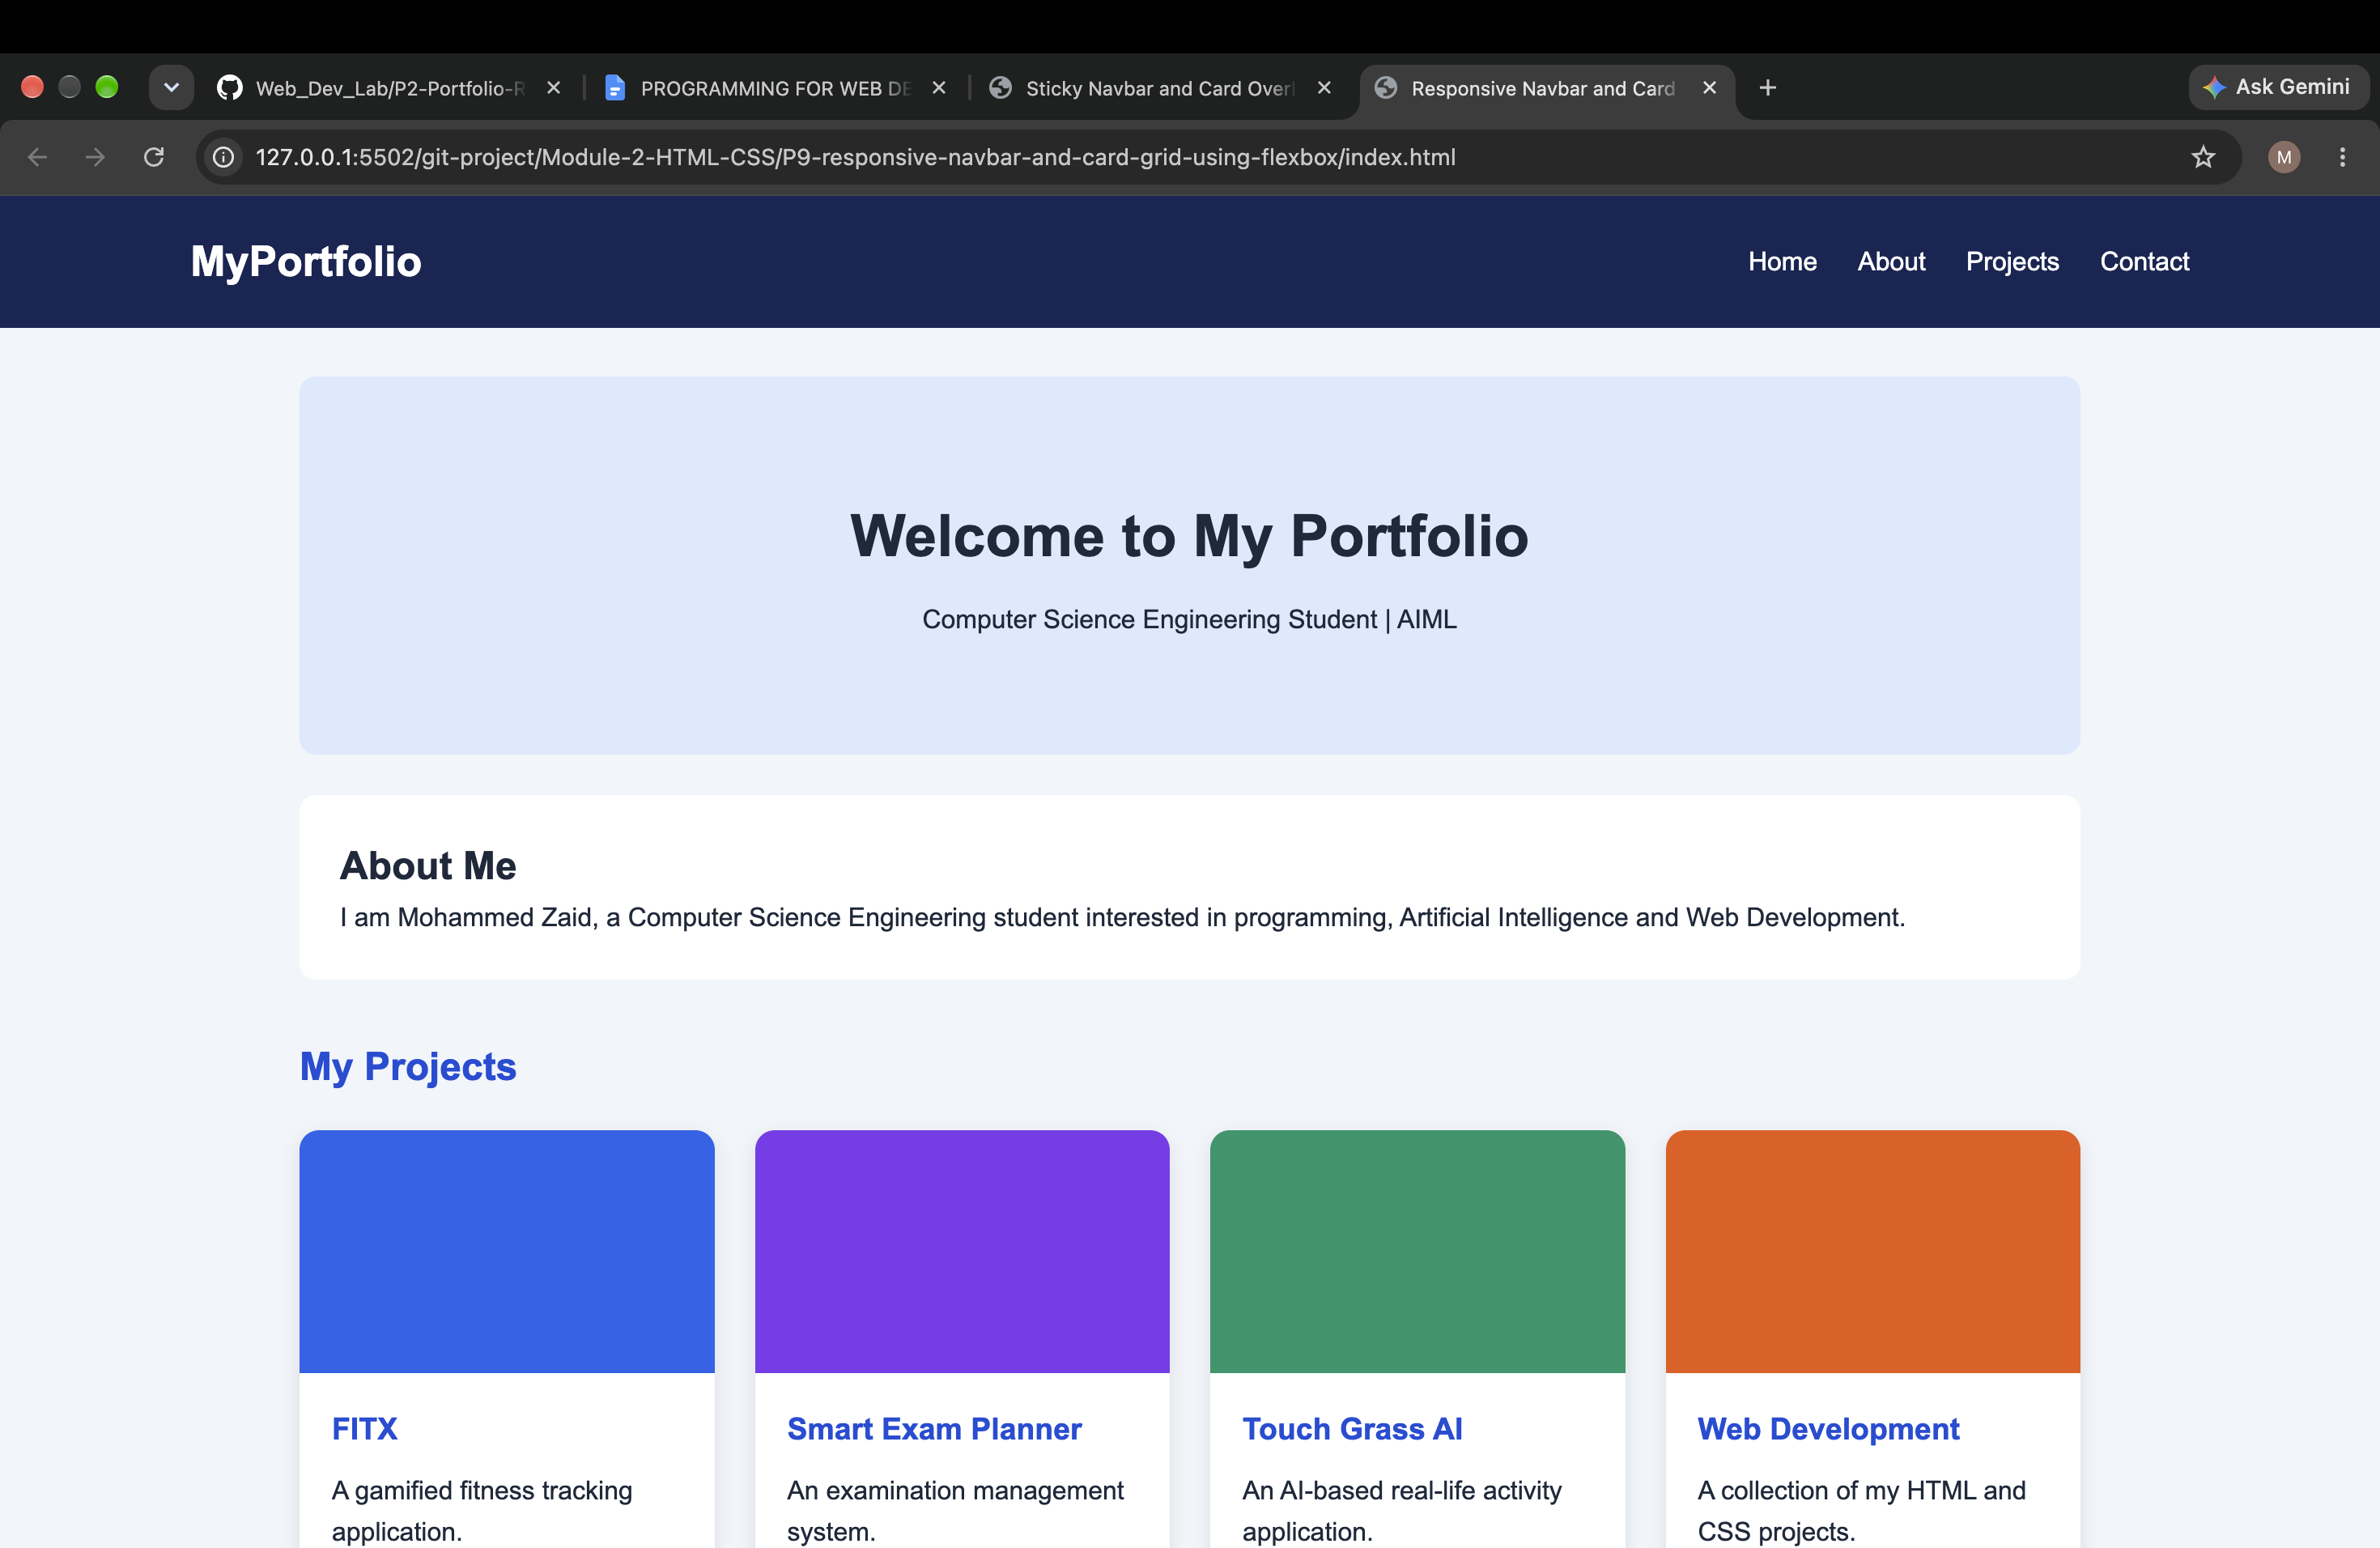 Web_Dev_Lab/P2-Portfolio-R
PROGRAMMING FOR WEB DE
Sticky Navbar and Card Over
Responsive Navbar and Card
Ask Gemini
127.0.0.1:5502/git-project/Module-2-HTML-CSS/P9-responsive-navbar-and-card-grid-using-flexbox/index.html
M
MyPortfolio
Home About Projects Contact
Welcome to My Portfolio
Computer Science Engineering Student | AIML
About Me
I am Mohammed Zaid, a Computer Science Engineering student interested in programming, Artificial Intelligence and Web Development.
My Projects
FITX
A gamified fitness tracking
application.
Smart Exam Planner
An examination management
system.
Touch Grass AI
An AI-based real-life activity
application.
Web Development
A collection of my HTML and
CSS projects.